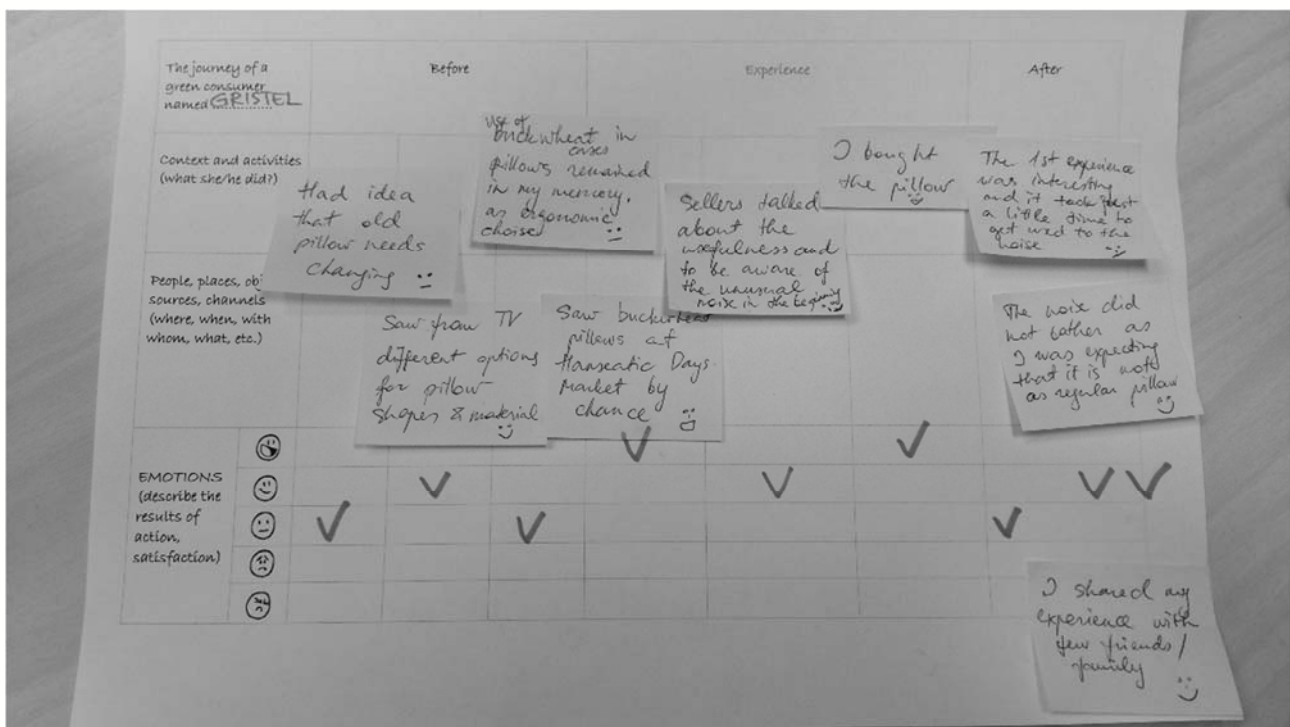 The journey of a
green consumer
named GRISTEL
Before
Experience
After
Context and activities
(what she/he did?)
Had idea
that old
pillow needs
changing
Use of
buckwheat in
pillows remained
in my memory,
as ergonomic
Sellers talked
about the
usefulness and
to be aware of
the unusual
noise in the beginning
I bought
the pillow
The 1st experience
was interesting
and it took just
a little time to
get used to the
noise
People, places,
sources, channels
(where, when, with
whom, what, etc.)
Saw from TV
different options
for pillow
shapes & material
Saw buckwheat
pillows at
Hanseatic Days
market by
chance
The noise did
not bother as
I was expecting
that it is not
as regular pillow
EMOTIONS
(describe the
results of
action,
satisfaction)
I shared my
experience with
few friends/
family